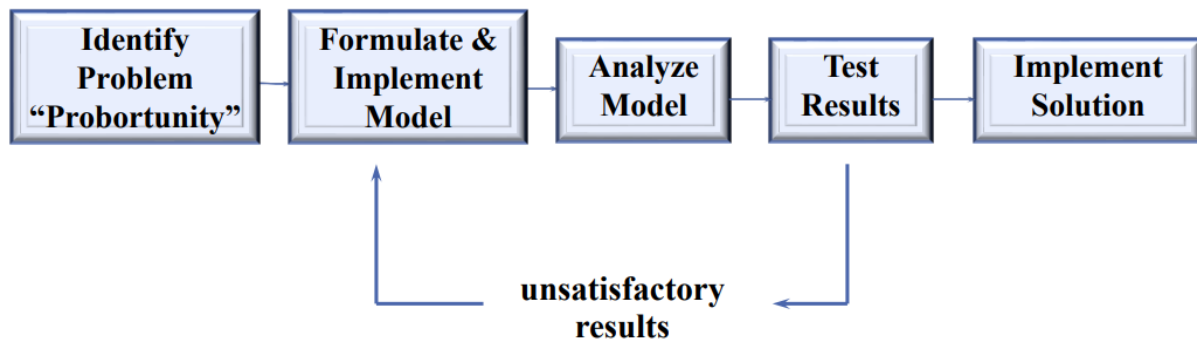 Identify
Problem
“Probortunity”
Formulate &
Implement
Model
Analyze
Model
Test
Results
Implement
Solution
unsatisfactory
results